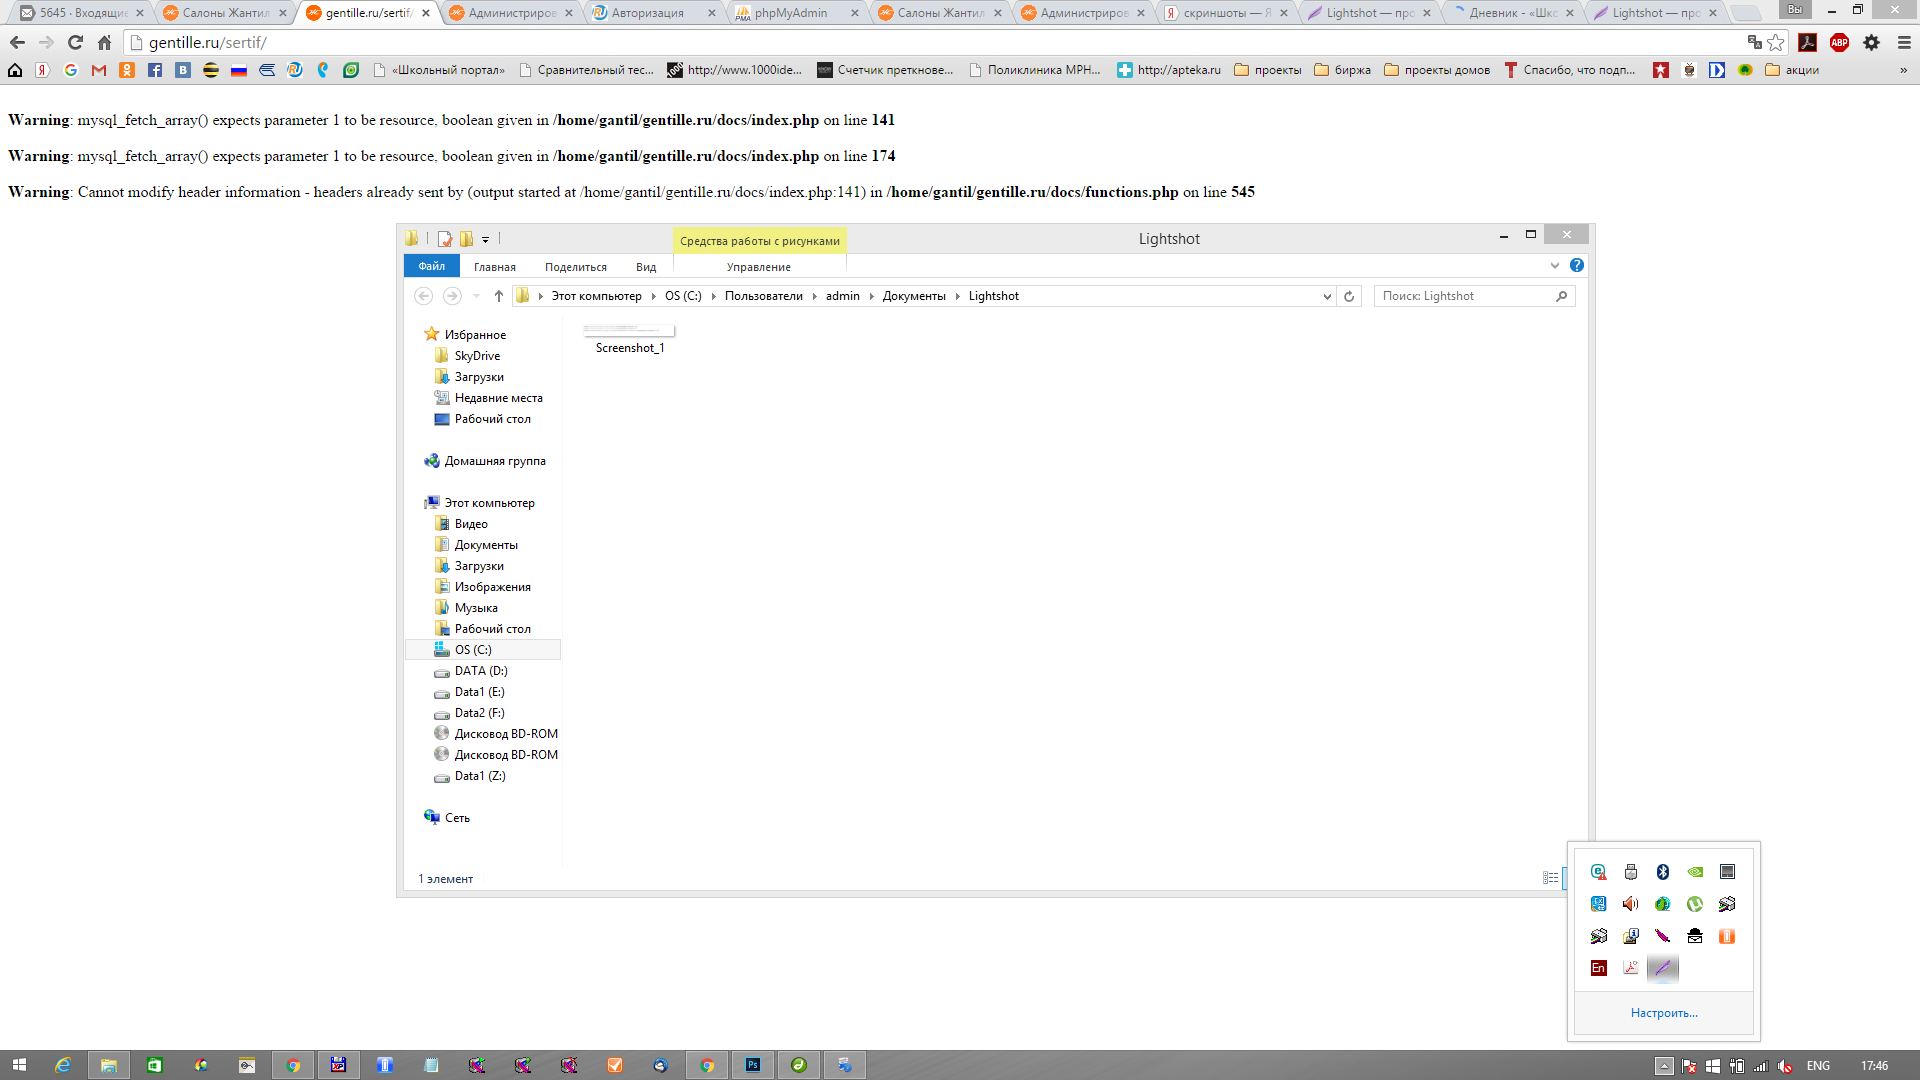 5645 · Входящие
Салоны Жантил
gentille.ru/sertif/
Администриров
Авторизация
phpMyAdmin
Салоны Жантил
Администриров
скриншоты — Я
Lightshot — про
Дневник - «Шко
Lightshot — про
Вы
gentille.ru/sertif/
«Школьный портал»
Сравнительный тес...
http://www.1000ide...
Счетчик преткнове...
Поликлиника МРН...
http://apteka.ru
проекты
биржа
проекты домов
Спасибо, что подп...
акции
»
Warning: mysql_fetch_array() expects parameter 1 to be resource, boolean given in /home/gantil/gentille.ru/docs/index.php on line 141
Warning: mysql_fetch_array() expects parameter 1 to be resource, boolean given in /home/gantil/gentille.ru/docs/index.php on line 174
Warning: Cannot modify header information - headers already sent by (output started at /home/gantil/gentille.ru/docs/index.php:141) in /home/gantil/gentille.ru/docs/functions.php on line 545
Средства работы с рисунками
Lightshot
Файл
Главная
Поделиться
Вид
Управление
Этот компьютер
OS (C:)
Пользователи
admin
Документы
Lightshot
Поиск: Lightshot
Избранное
SkyDrive
Загрузки
Недавние места
Рабочий стол
Домашняя группа
Этот компьютер
Видео
Документы
Загрузки
Изображения
Музыка
Рабочий стол
OS (C:)
DATA (D:)
Data1 (E:)
Data2 (F:)
Дисковод BD-ROM
Дисковод BD-ROM
Data1 (Z:)
Сеть
Screenshot_1
1 элемент
Настроить...
ENG
17:46